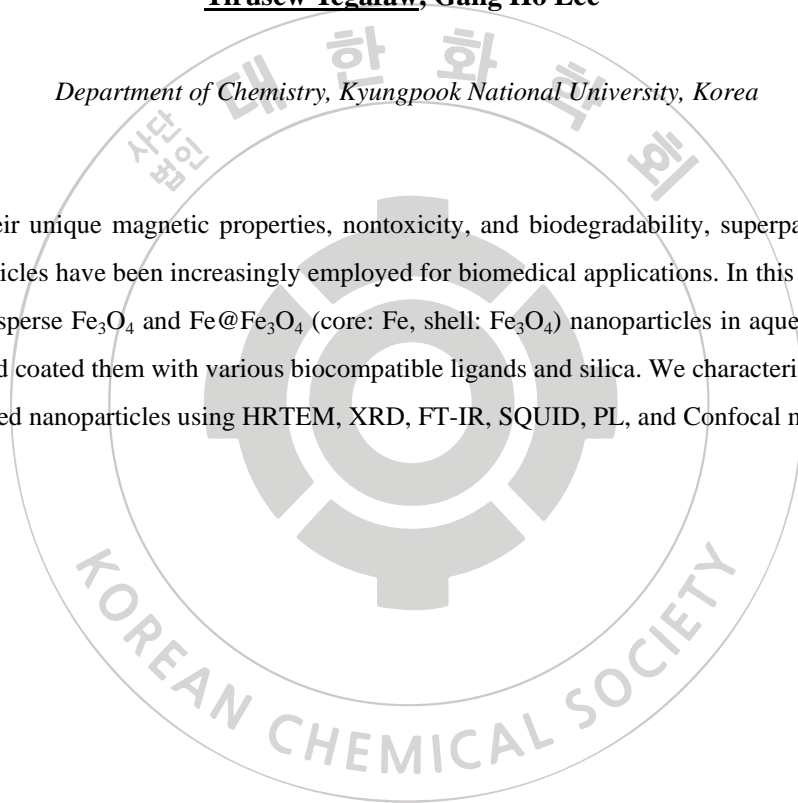 Tirusew Tegafaw, Gang Ho Lee
Department of Chemistry, Kyungpook National University, Korea
사단
법인
대 한 화 학 회
eir unique magnetic properties, nontoxicity, and biodegradability, superpa
icles have been increasingly employed for biomedical applications. In this
sperse Fe₃O₄ and Fe@Fe₃O₄ (core: Fe, shell: Fe₃O₄) nanoparticles in aque
d coated them with various biocompatible ligands and silica. We characteri
ed nanoparticles using HRTEM, XRD, FT-IR, SQUID, PL, and Confocal m
KOREAN CHEMICAL SOCIETY